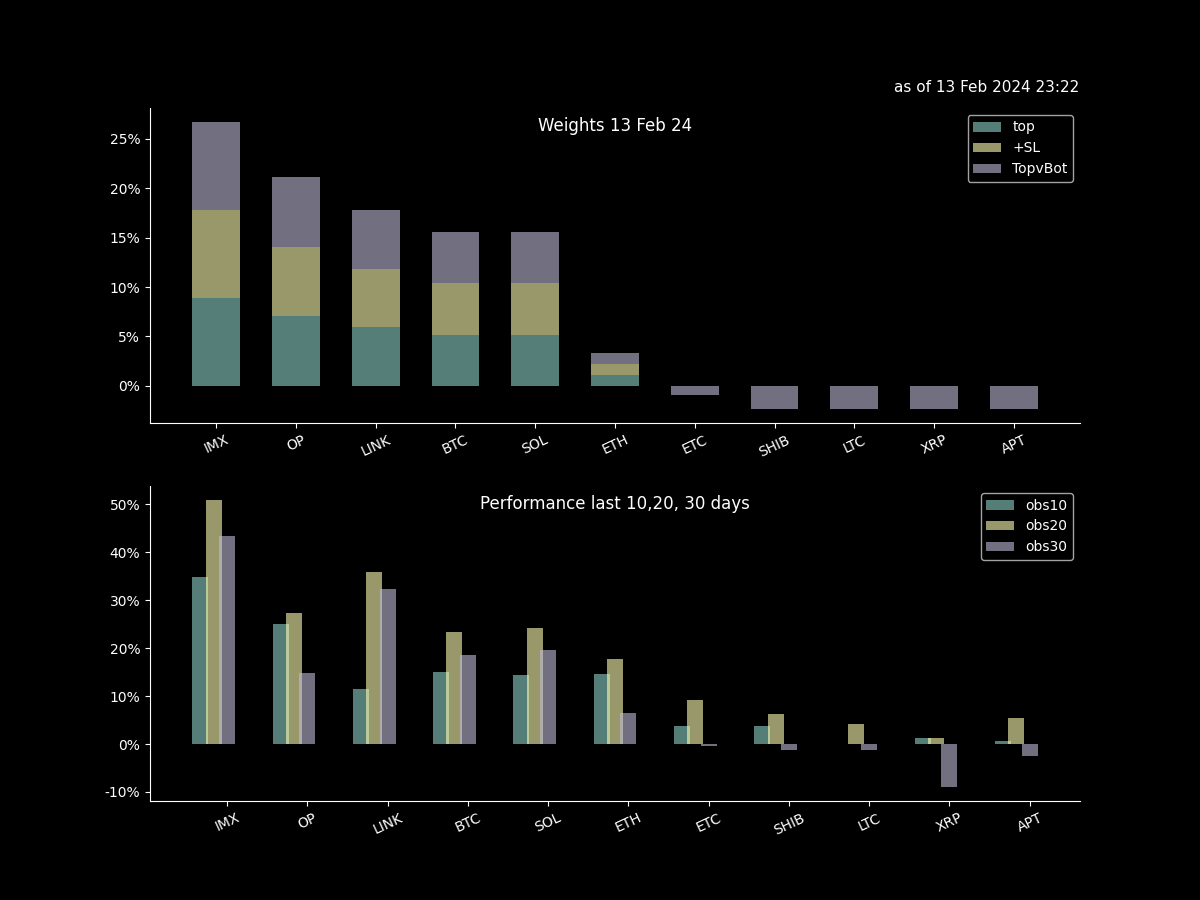 as of 13 Feb 2024 23:22
Weights 13 Feb 24
top
+SL
TopvBot
25%
20%
15%
10%
5%
0%
IMX OP LINK BTC SOL ETH ETC SHIB LTC XRP APT
Performance last 10,20, 30 days
obs10
obs20
obs30
50%
40%
30%
20%
10%
0%
-10%
IMX OP LINK BTC SOL ETH ETC SHIB LTC XRP APT